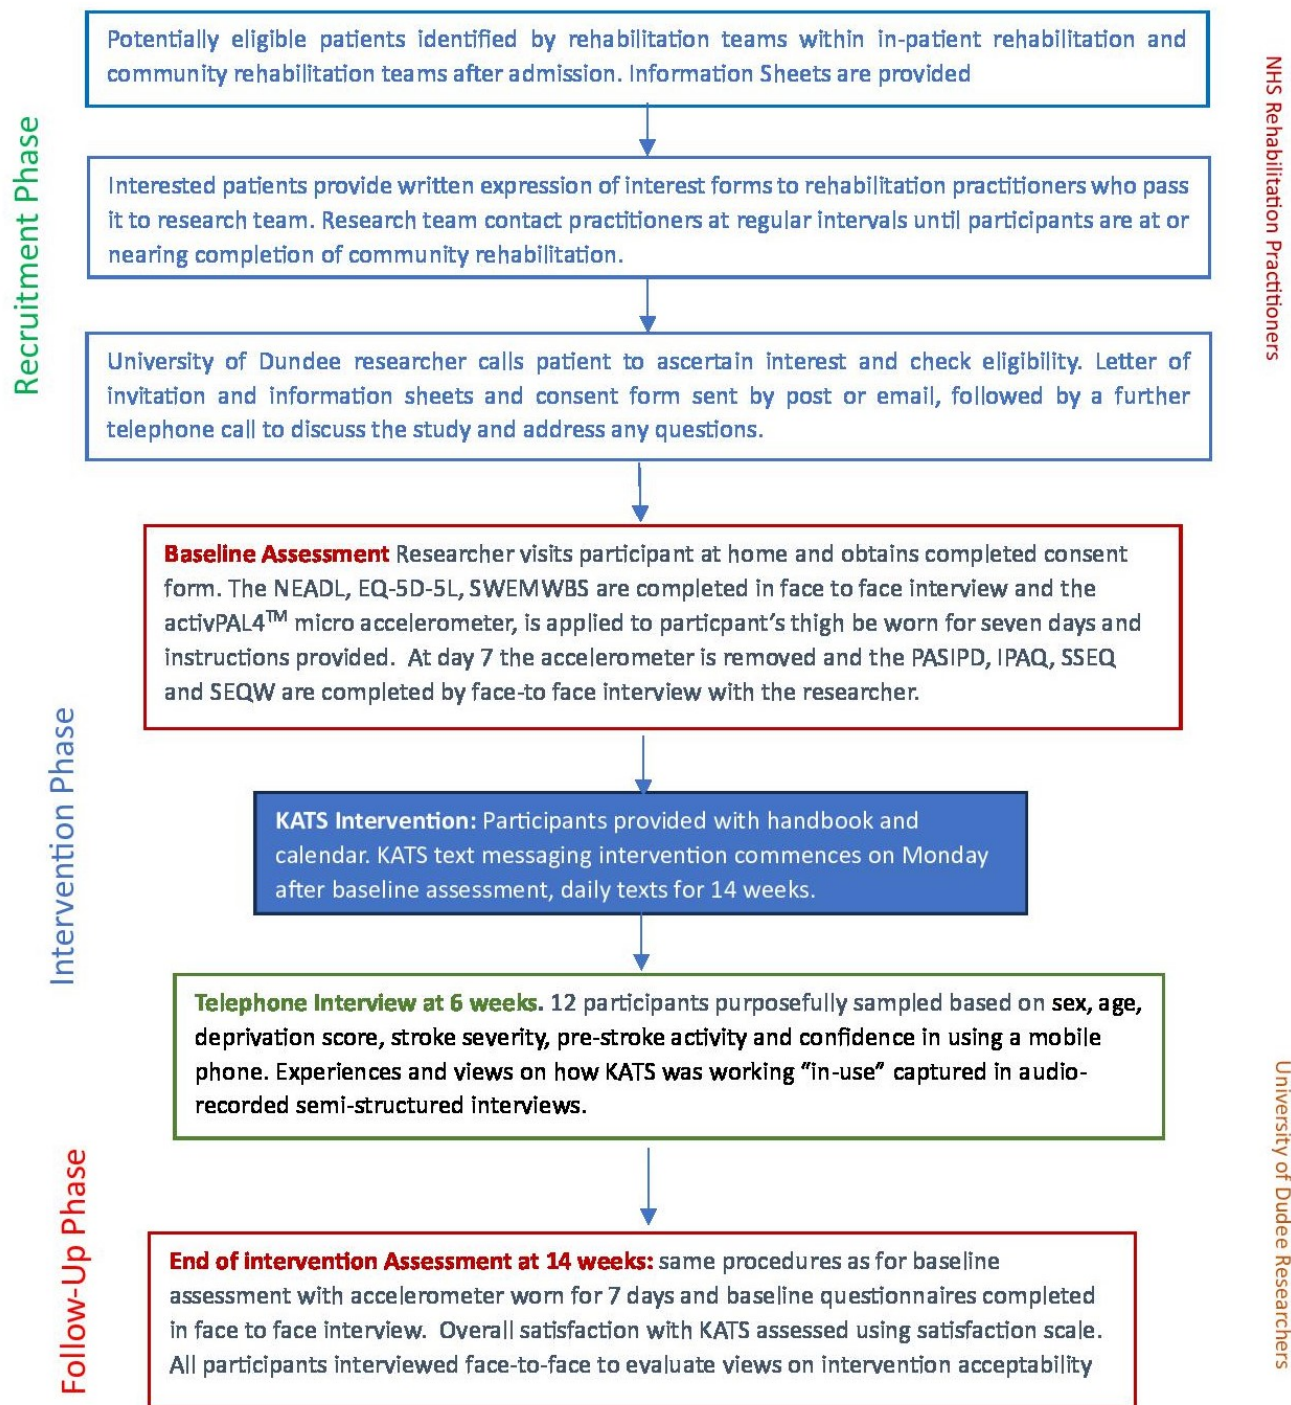 Potentially eligible patients identified by rehabilitation teams within in-patient rehabilitation and
community rehabilitation teams after admission. Information Sheets are provided
NHS Rehabilitation Practitioners
Recruitment Phase
Interested patients provide written expression of interest forms to rehabilitation practitioners who pass
it to research team. Research team contact practitioners at regular intervals until participants are at or
nearing completion of community rehabilitation.
University of Dundee researcher calls patient to ascertain interest and check eligibility. Letter of
invitation and information sheets and consent form sent by post or email, followed by a further
telephone call to discuss the study and address any questions.
Baseline Assessment Researcher visits participant at home and obtains completed consent
form. The NEADL, EQ-5D-5L, SWEMWBS are completed in face to face interview and the
activPAL4TM micro accelerometer, is applied to particpant's thigh be worn for seven days and
instructions provided.  At day 7 the accelerometer is removed and the PASIPD, IPAQ, SSEQ
and SEQW are completed by face-to face interview with the researcher.
Intervention Phase
KATS Intervention: Participants provided with handbook and
calendar. KATS text messaging intervention commences on Monday
after baseline assessment, daily texts for 14 weeks.
Telephone Interview at 6 weeks. 12 participants purposefully sampled based on sex, age,
deprivation score, stroke severity, pre-stroke activity and confidence in using a mobile
phone. Experiences and views on how KATS was working "in-use" captured in audio-
recorded semi-structured interviews.
University of Dudee Researchers
Follow-Up Phase
End of intervention Assessment at 14 weeks: same procedures as for baseline
assessment with accelerometer worn for 7 days and baseline questionnaires completed
in face to face interview.  Overall satisfaction with KATS assessed using satisfaction scale.
All participants interviewed face-to-face to evaluate views on intervention acceptability